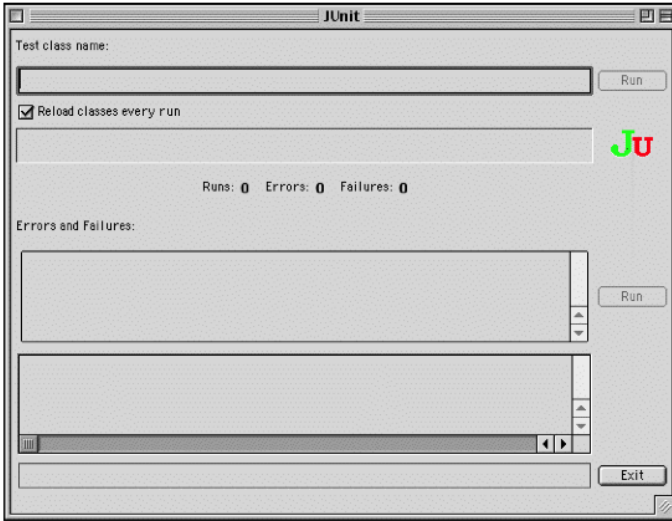 JUnit
Test class name:
Run
Reload classes every run
JU
Runs: 0 Errors: 0 Failures: 0
Errors and Failures:
Run
Exit